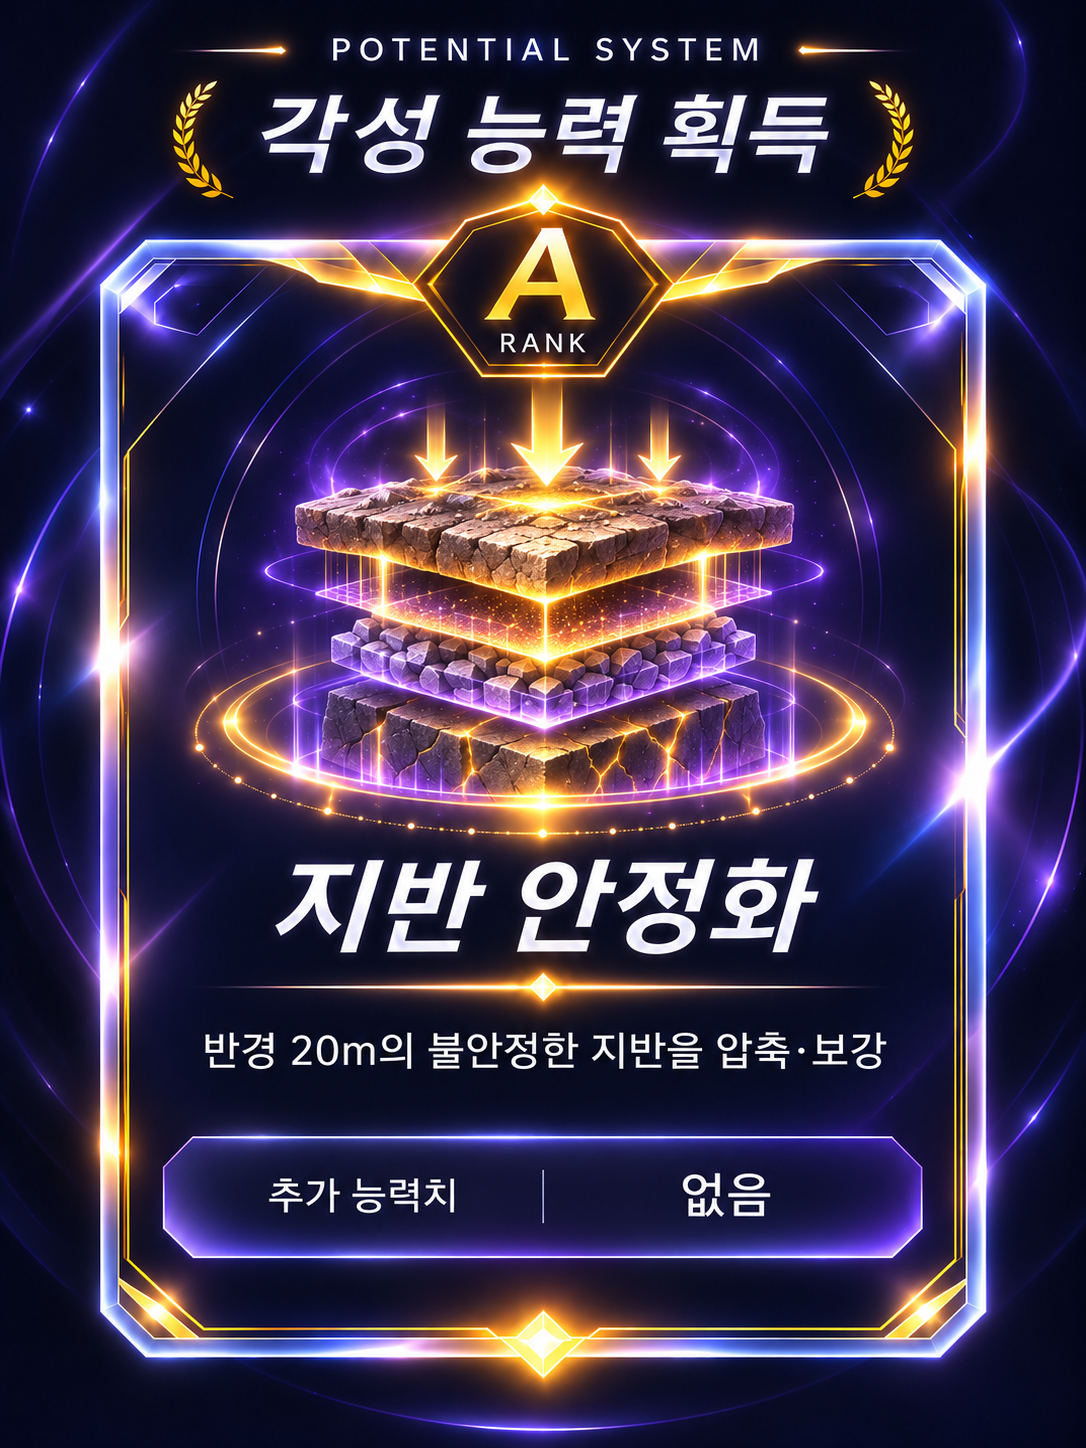 POTENTIAL SYSTEM
각성 능력 획득
A
RANK
지반 안정화
반경 20m의 불안정한 지반을 압축·보강
추가 능력치 없음